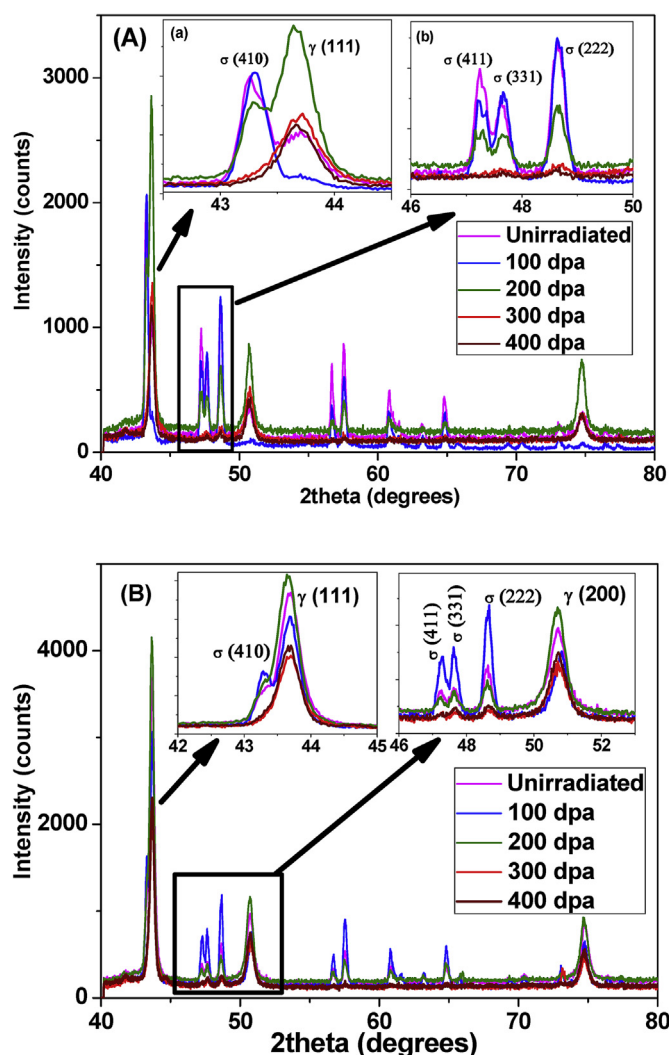 (A)
(a)
σ (410)
γ (111)
43
44
(b)
σ (411)
σ (331)
σ (222)
46
47
48
49
50
Unirradiated
100 dpa
200 dpa
300 dpa
400 dpa
Intensity (counts)
3000
2000
1000
0
40
50
60
70
80
2theta (degrees)
(B)
σ (410)
γ (111)
42
43
44
45
σ (411)
σ (331)
σ (222)
γ (200)
46
48
50
52
Unirradiated
100 dpa
200 dpa
300 dpa
400 dpa
Intensity (counts)
4000
2000
0
40
50
60
70
80
2theta (degrees)